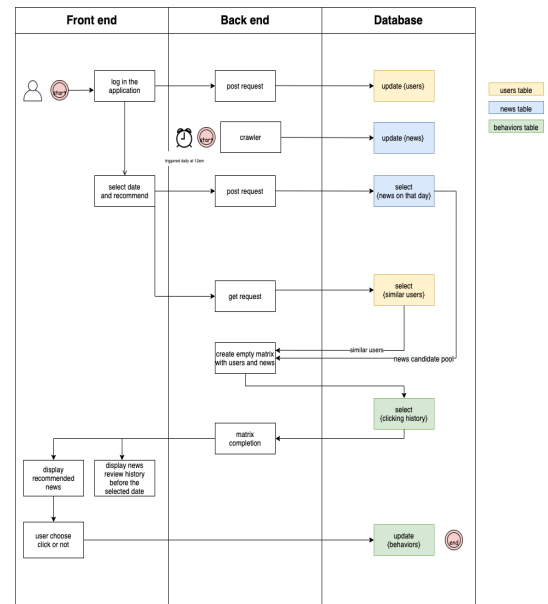 Front end
Back end
Database
start
log in the
application
post request
update {users}
users table
news table
behaviors table
start
crawler
update {news}
triggered daily at 12am
select date
and recommend
post request
select
{news on that day}
get request
select
{similar users}
similar users
create empty matrix
with users and news
news candidate pool
select
{clicking history}
matrix
completion
display
recommended
news
display news
review history
before the
selected date
user choose
click or not
update
{behaviors}
end